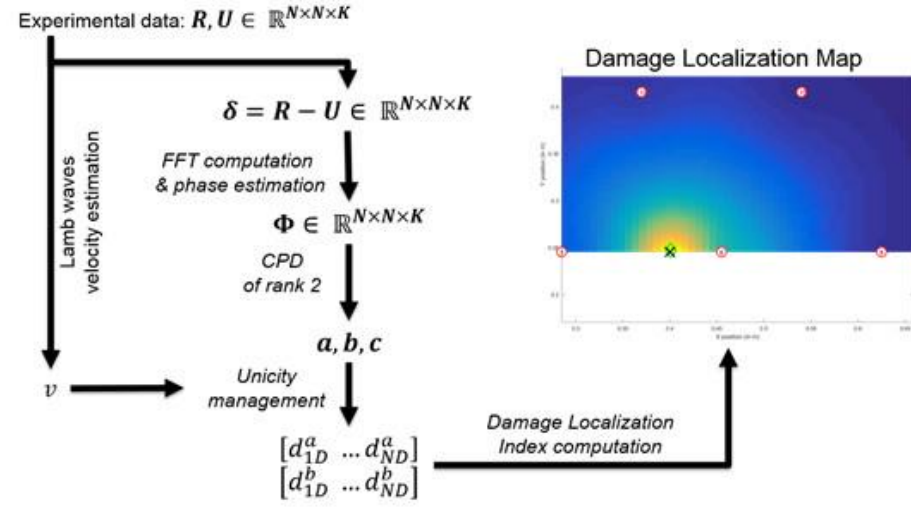 Experimental data: R, U ∈ ℝ^{N×N×K}
Damage Localization Map
δ = R − U ∈ ℝ^{N×N×K}
FFT computation
& phase estimation
Lamb waves
velocity estimation
Φ ∈ ℝ^{N×N×K}
CPD
of rank 2
a, b, c
Unicity
management
v
[d^a_{1D} …d^a_{ND}]
[d^b_{1D} …d^b_{ND}]
Damage Localization
Index computation